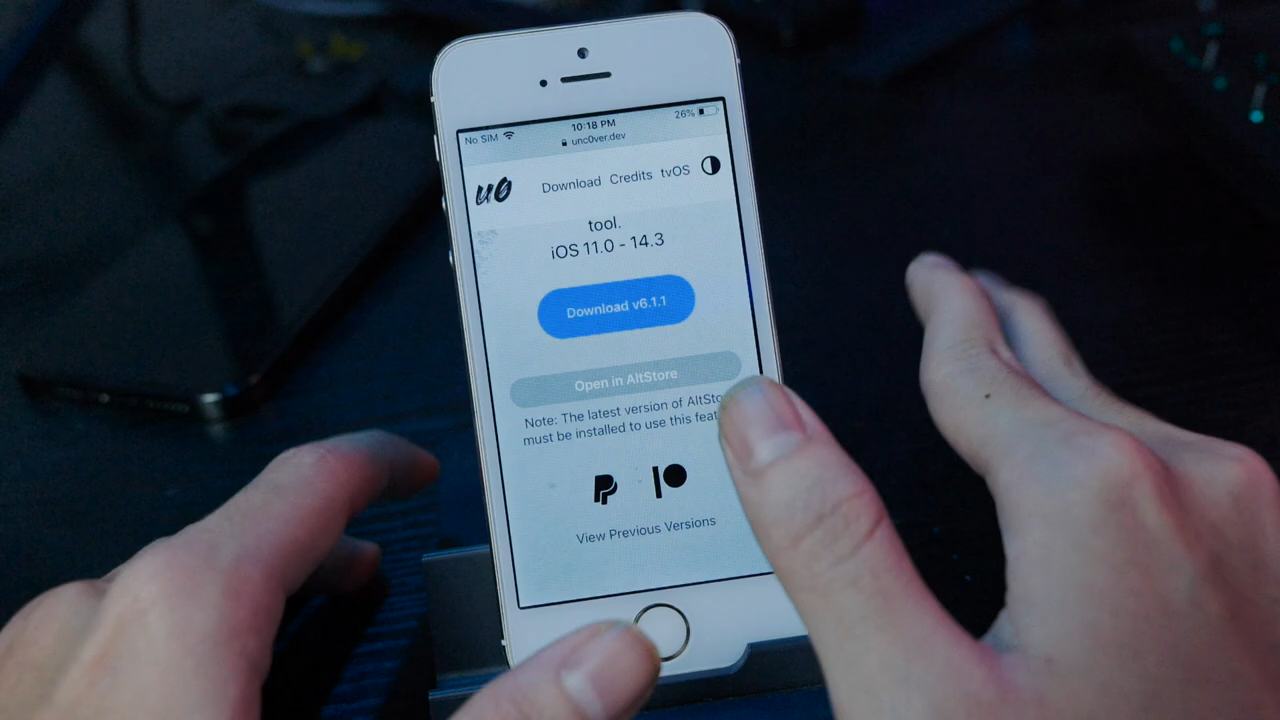 No SIM
10:18 PM
26%
unc0ver.dev
u0
Download Credits tvOS
tool.
iOS 11.0 - 14.3
Download v6.1.1
Open in AltStore
Note: The latest version of AltSto
must be installed to use this feat
View Previous Versions